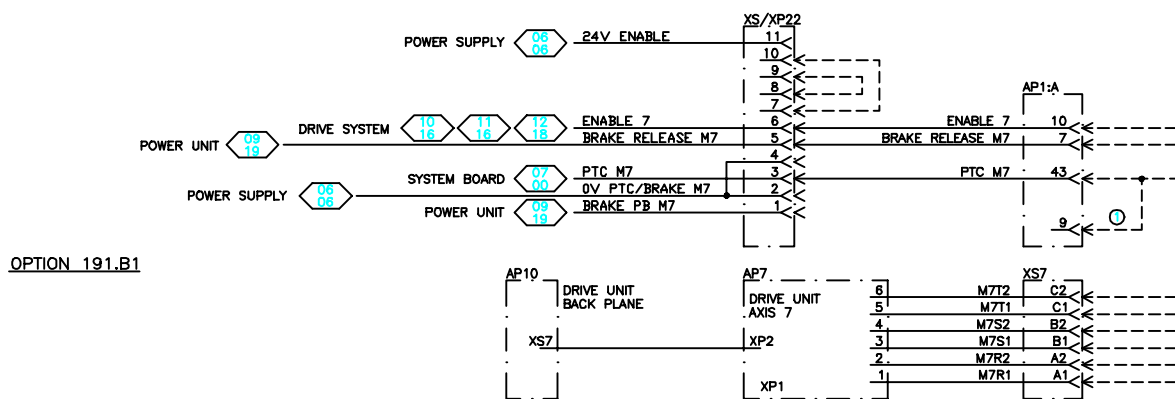 XS/XP22
POWER SUPPLY 06 06 24V ENABLE 11
10
9
8
7
AP1:A
DRIVE SYSTEM 10 16 11 16 12 18 ENABLE 7 6 ENABLE 7 10
POWER UNIT 09 19 BRAKE RELEASE M7 5 BRAKE RELEASE M7 7
4
SYSTEM BOARD 07 00 PTC M7 3 PTC M7 43
POWER SUPPLY 06 06 0V PTC/BRAKE M7 2
POWER UNIT 09 19 BRAKE PB M7 1
1
9
OPTION 191.B1
AP10 AP7 XS7
DRIVE UNIT
BACK PLANE
DRIVE UNIT
AXIS 7
6 M7T2 C2
5 M7T1 C1
4 M7S2 B2
XS7 XP2 3 M7S1 B1
2 M7R2 A2
1 M7R1 A1
XP1